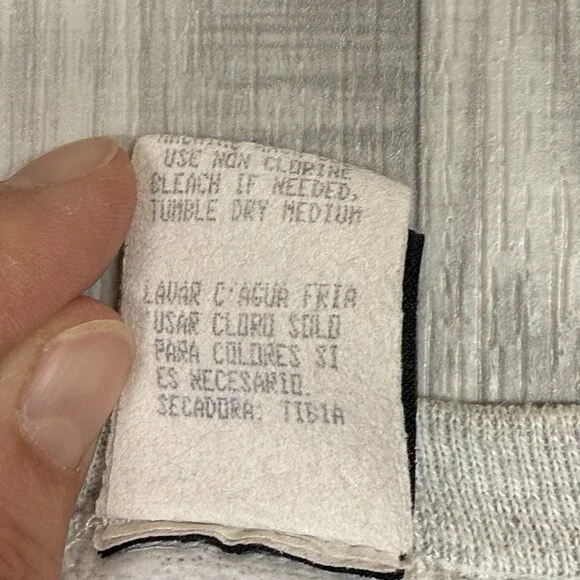 USE NON CLORINE
BLEACH IF NEEDED,
TUMBLE DRY MEDIUM
LAVAR C'AGUA FRIA
USAR CLORO SOLO
PARA COLORES SI
ES NECESARIO.
SECADORA: TIBIA